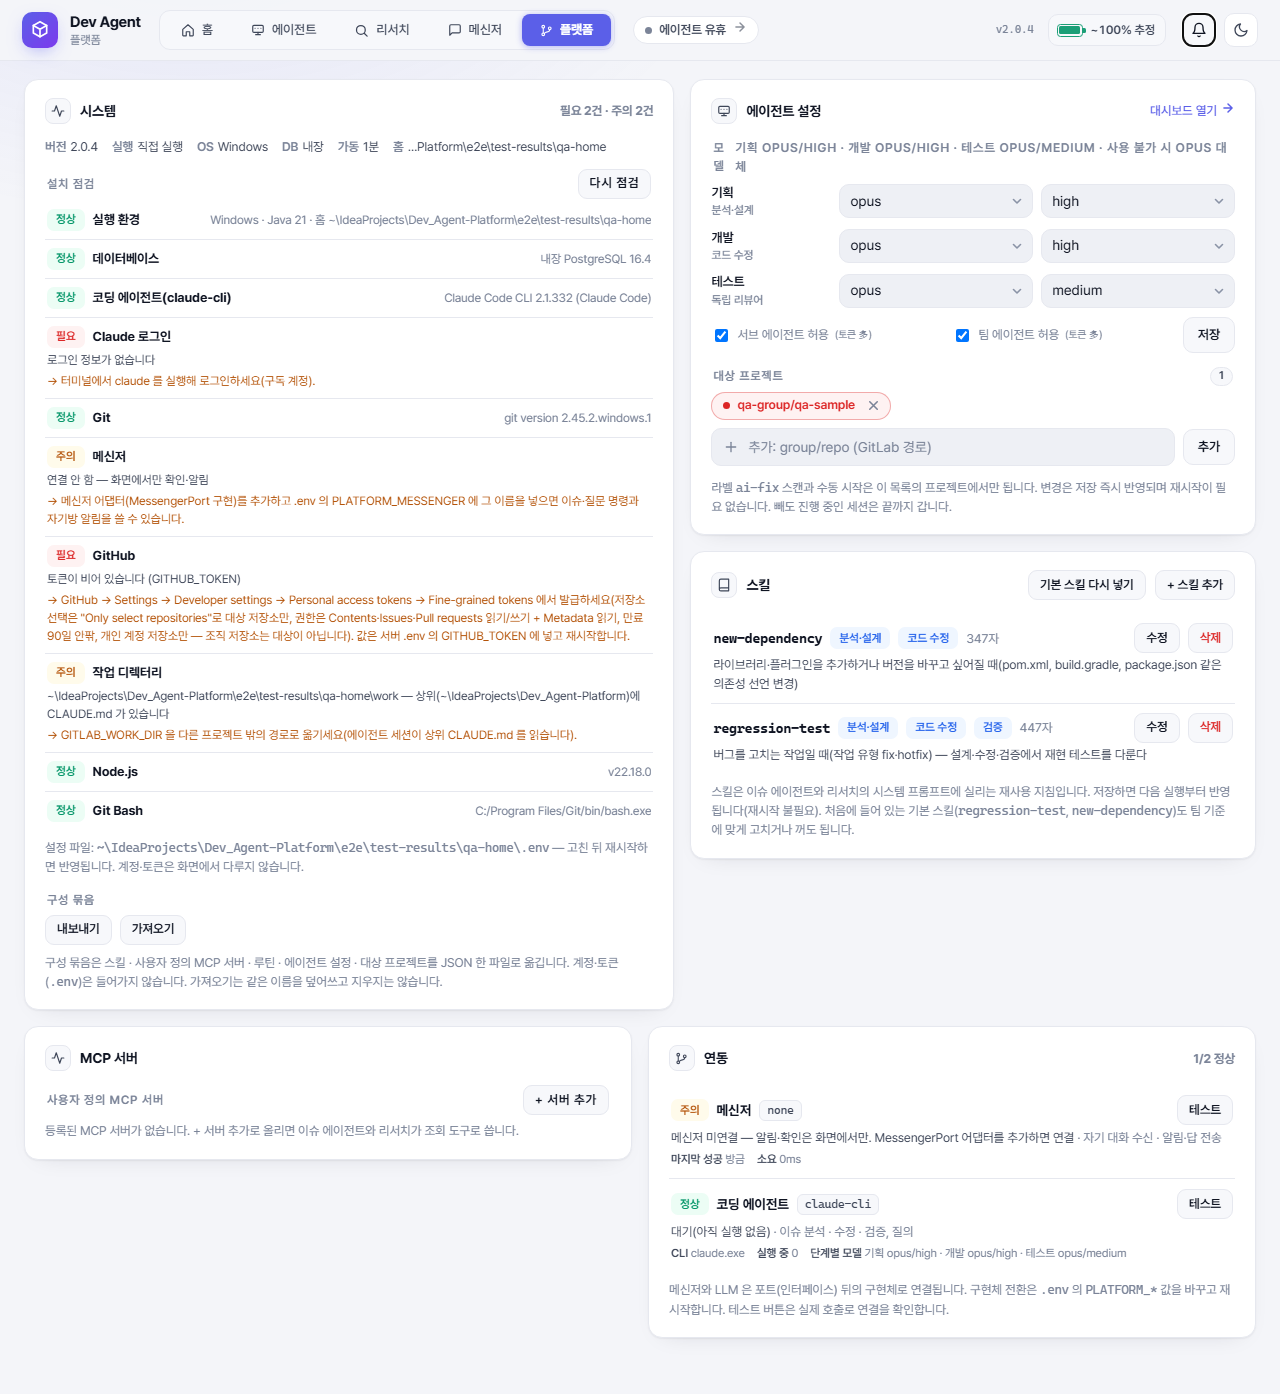 Dev Agent
플랫폼
홈
에이전트
리서치
메신저
플랫폼
에이전트 유휴 →
v2.0.4
~100% 추정
시스템
필요 2건 · 주의 2건
버전 2.0.4 실행 직접 실행 OS Windows DB 내장 가동 1분 홈 ...Platform\e2e\test-results\qa-home
설치 점검
다시 점검
정상 실행 환경 Windows · Java 21 · 홈 ~\IdeaProjects\Dev_Agent-Platform\e2e\test-results\qa-home
정상 데이터베이스 내장 PostgreSQL 16.4
정상 코딩 에이전트(claude-cli) Claude Code CLI 2.1.332 (Claude Code)
필요 Claude 로그인
로그인 정보가 없습니다
→ 터미널에서 claude 를 실행해 로그인하세요(구독 계정).
정상 Git git version 2.45.2.windows.1
주의 메신저
연결 안 함 — 화면에서만 확인·알림
→ 메신저 어댑터(MessengerPort 구현)를 추가하고 .env 의 PLATFORM_MESSENGER 에 그 이름을 넣으면 이슈·질문 명령과
자기방 알림을 쓸 수 있습니다.
필요 GitHub
토큰이 비어 있습니다 (GITHUB_TOKEN)
→ GitHub → Settings → Developer settings → Personal access tokens → Fine-grained tokens 에서 발급하세요(저장소
선택은 "Only select repositories"로 대상 저장소만, 권한은 Contents·Issues·Pull requests 읽기/쓰기 + Metadata 읽기, 만료
90일 안팎, 개인 계정 저장소만 — 조직 저장소는 대상이 아닙니다). 값은 서버 .env 의 GITHUB_TOKEN 에 넣고 재시작합니다.
주의 작업 디렉터리
~\IdeaProjects\Dev_Agent-Platform\e2e\test-results\qa-home\work — 상위(~\IdeaProjects\Dev_Agent-Platform)에
CLAUDE.md 가 있습니다
→ GITLAB_WORK_DIR 을 다른 프로젝트 밖의 경로로 옮기세요(에이전트 세션이 상위 CLAUDE.md 를 읽습니다).
정상 Node.js v22.18.0
정상 Git Bash C:/Program Files/Git/bin/bash.exe
설정 파일: ~\IdeaProjects\Dev_Agent-Platform\e2e\test-results\qa-home\.env — 고친 뒤 재시작하
면 반영됩니다. 계정·토큰은 화면에서 다루지 않습니다.
구성 묶음
내보내기 가져오기
구성 묶음은 스킬 · 사용자 정의 MCP 서버 · 루틴 · 에이전트 설정 · 대상 프로젝트를 JSON 한 파일로 옮깁니다. 계정·토큰
(.env)은 들어가지 않습니다. 가져오기는 같은 이름을 덮어쓰고 지우지는 않습니다.
에이전트 설정
대시보드 열기 →
모 기획 OPUS/HIGH · 개발 OPUS/HIGH · 테스트 OPUS/MEDIUM · 사용 불가 시 OPUS 대
델 체
기획
분석·설계
opus high
개발
코드 수정
opus high
테스트
독립 리뷰어
opus medium
서브 에이전트 허용 (토큰 多) 팀 에이전트 허용 (토큰 多) 저장
대상 프로젝트 1
qa-group/qa-sample ×
+ 추가: group/repo (GitLab 경로) 추가
라벨 ai-fix 스캔과 수동 시작은 이 목록의 프로젝트에서만 됩니다. 변경은 저장 즉시 반영되며 재시작이 필
요 없습니다. 빼도 진행 중인 세션은 끝까지 갑니다.
스킬
기본 스킬 다시 넣기 + 스킬 추가
new-dependency 분석·설계 코드 수정 347자 수정 삭제
라이브러리·플러그인을 추가하거나 버전을 바꾸고 싶어질 때(pom.xml, build.gradle, package.json 같은
의존성 선언 변경)
regression-test 분석·설계 코드 수정 검증 447자 수정 삭제
버그를 고치는 작업일 때(작업 유형 fix·hotfix) — 설계·수정·검증에서 재현 테스트를 다룬다
스킬은 이슈 에이전트와 리서치의 시스템 프롬프트에 실리는 재사용 지침입니다. 저장하면 다음 실행부터 반영
됩니다(재시작 불필요). 처음에 들어 있는 기본 스킬(regression-test, new-dependency)도 팀 기준
에 맞게 고치거나 꺼도 됩니다.
MCP 서버
사용자 정의 MCP 서버 + 서버 추가
등록된 MCP 서버가 없습니다. + 서버 추가로 올리면 이슈 에이전트와 리서치가 조회 도구로 씁니다.
연동
1/2 정상
주의 메신저 none 테스트
메신저 미연결 — 알림·확인은 화면에서만. MessengerPort 어댑터를 추가하면 연결 · 자기 대화 수신 · 알림·답 전송
마지막 성공 방금 소요 0ms
정상 코딩 에이전트 claude-cli 테스트
대기(아직 실행 없음) · 이슈 분석 · 수정 · 검증, 질의
CLI claude.exe 실행 중 0 단계별 모델 기획 opus/high · 개발 opus/high · 테스트 opus/medium
메신저와 LLM 은 포트(인터페이스) 뒤의 구현체로 연결됩니다. 구현체 전환은 .env 의 PLATFORM_* 값을 바꾸고 재
시작합니다. 테스트 버튼은 실제 호출로 연결을 확인합니다.